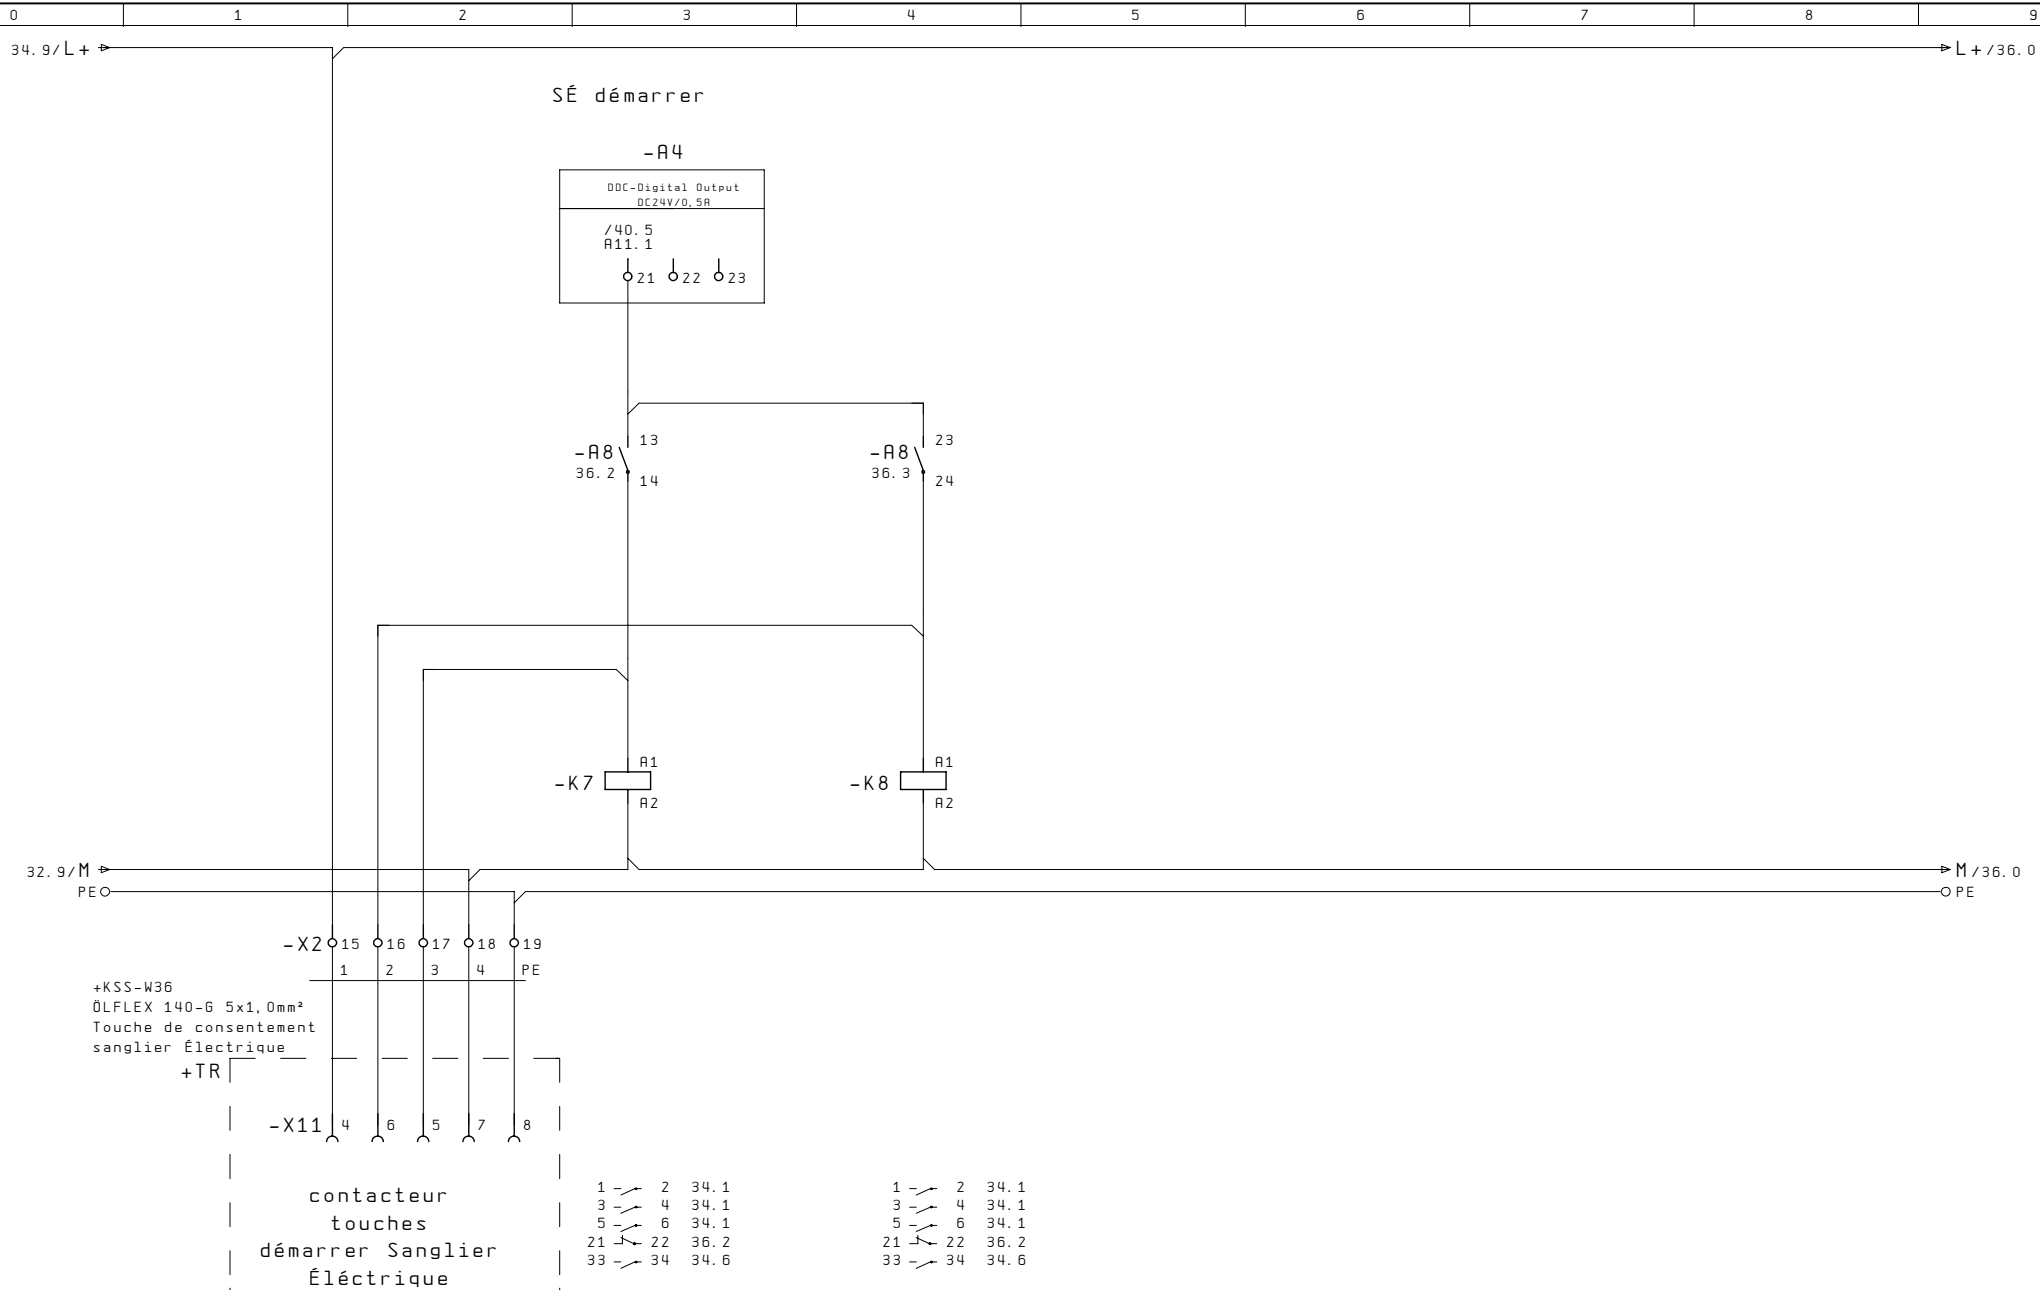 0 1 2 3 4 5 6 7 8 9
34.9/L+ L+/36.0
SÉ démarrer
-A4
DDC-Digital Output
DC24V/0,5A
/40.5
A11.1
21 22 23
13 23
-A8 -A8
36.2 36.3
14 24
A1 A1
-K7 -K8
A2 A2
32.9/M M/36.0
PE PE
-X2 15 16 17 18 19
1 2 3 4 PE
+KSS-W36
ÖLFLEX 140-G 5x1,0mm²
Touche de consentement
sanglier Électrique
+TR
-X11 4 6 5 7 8
contacteur
touches
démarrer Sanglier
Éléctrique
1 2 34.1
3 4 34.1
5 6 34.1
21 22 36.2
33 34 34.6
1 2 34.1
3 4 34.1
5 6 34.1
21 22 36.2
33 34 34.6